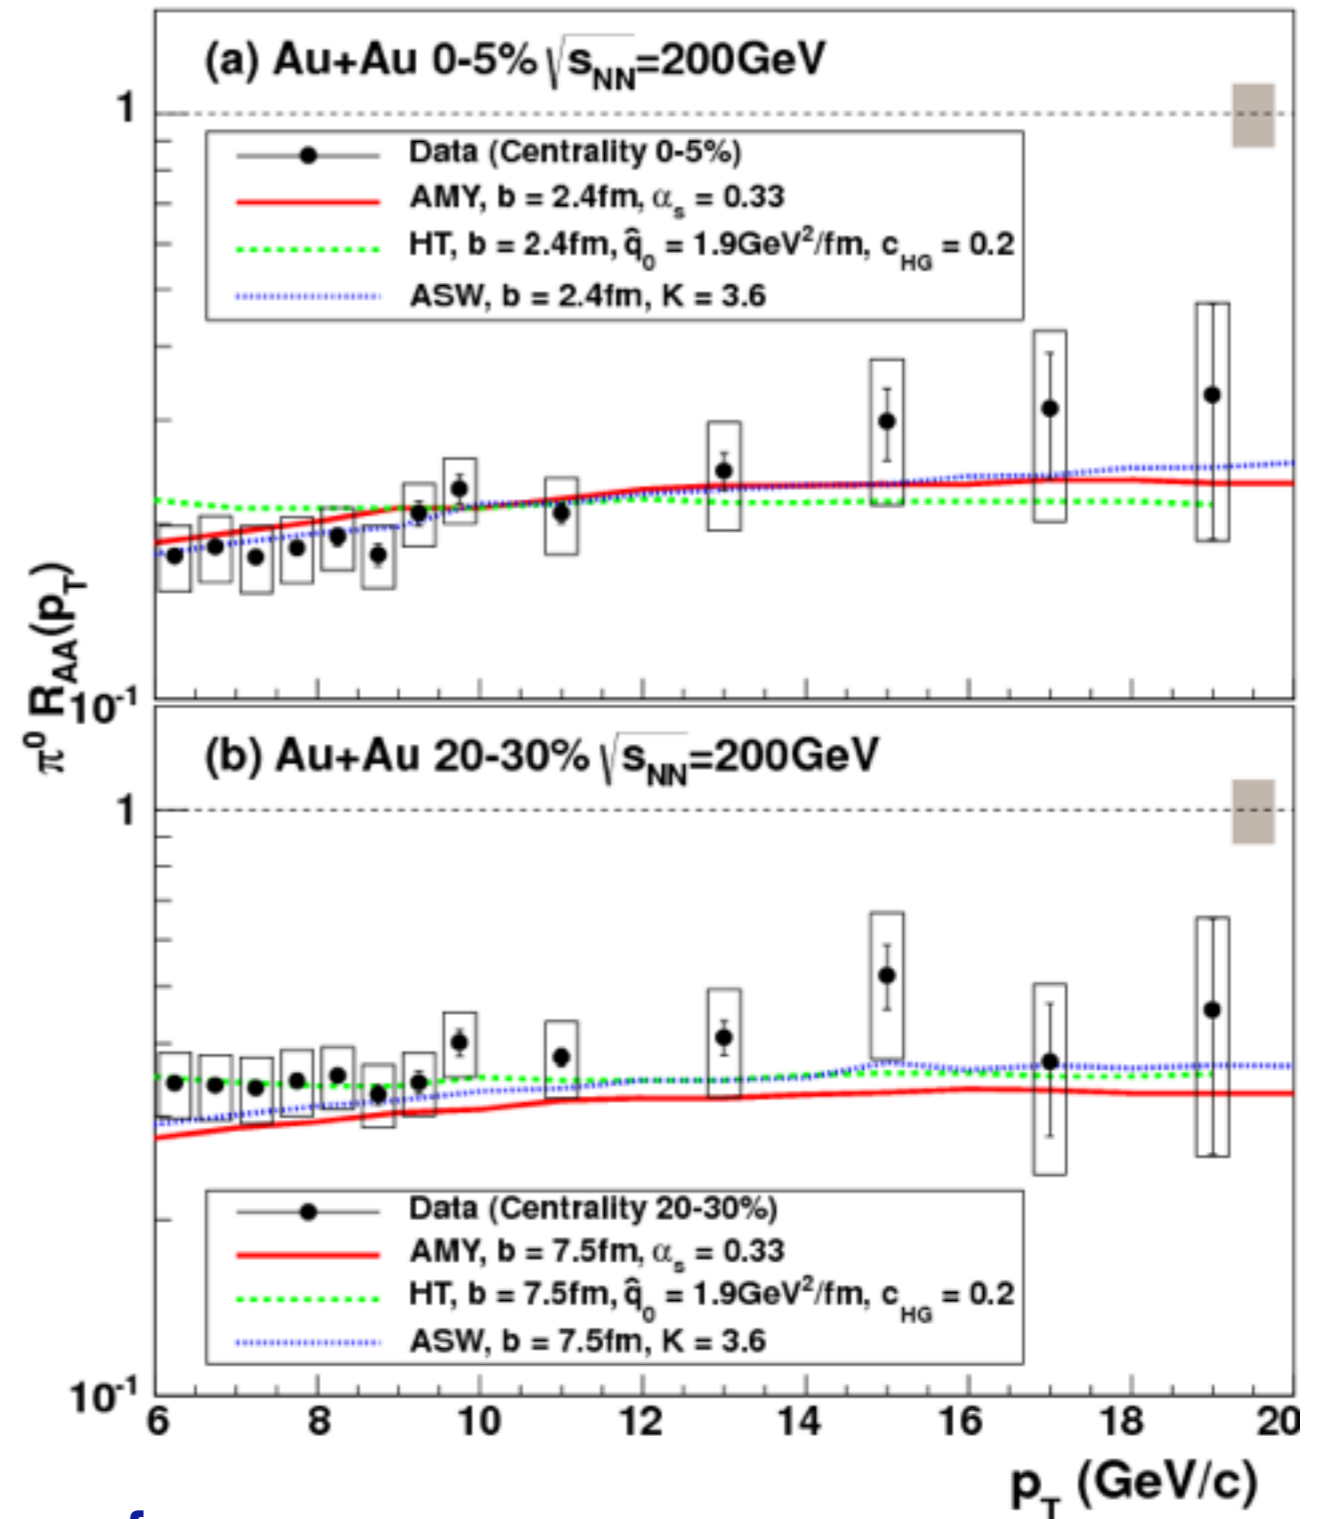 (a) Au+Au 0-5% √sNN=200GeV
1
Data (Centrality 0-5%)
AMY, b = 2.4fm, αs = 0.33
HT, b = 2.4fm, q̂0 = 1.9GeV²/fm, cHG = 0.2
ASW, b = 2.4fm, K = 3.6
π⁰ RAA(pT)
10⁻¹
(b) Au+Au 20-30% √sNN=200GeV
1
Data (Centrality 20-30%)
AMY, b = 7.5fm, αs = 0.33
HT, b = 7.5fm, q̂0 = 1.9GeV²/fm, cHG = 0.2
ASW, b = 7.5fm, K = 3.6
10⁻¹
6 8 10 12 14 16 18 20
pT (GeV/c)